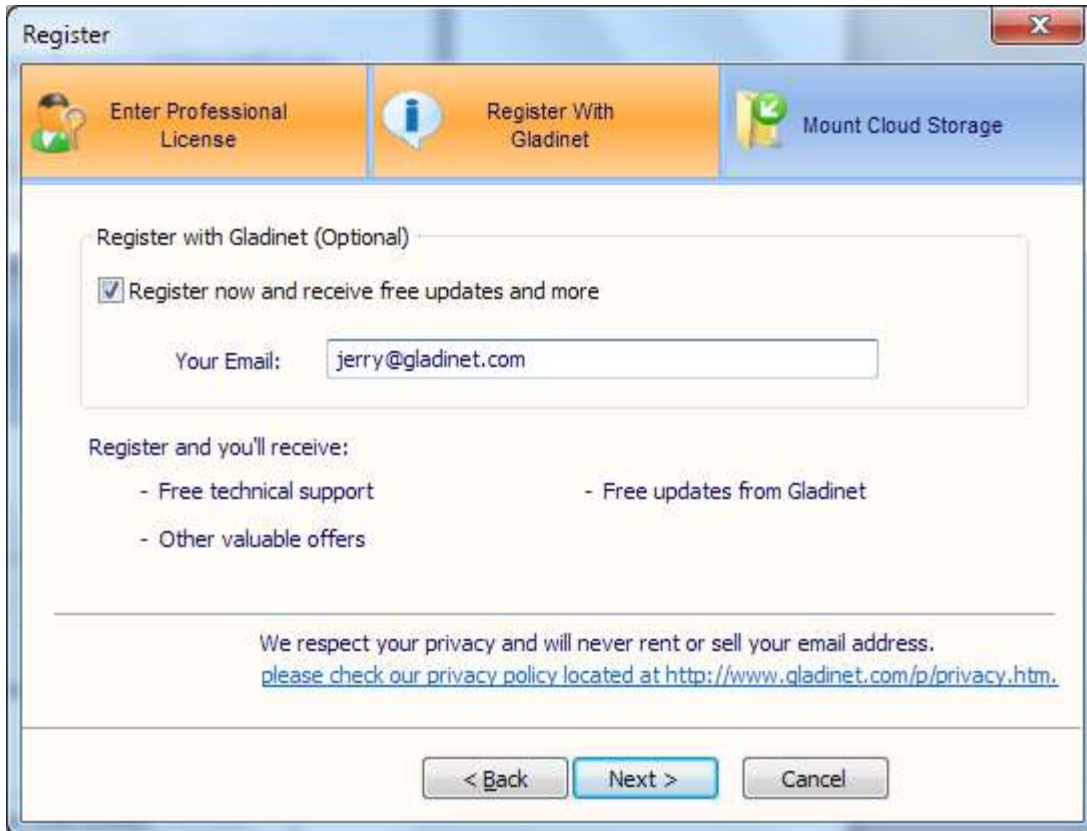 Register
Enter Professional
License
Register With
Gladinet
Mount Cloud Storage
Register with Gladinet (Optional)
Register now and receive free updates and more
Your Email:
jerry@gladinet.com
Register and you'll receive:
- Free technical support
- Free updates from Gladinet
- Other valuable offers
We respect your privacy and will never rent or sell your email address.
please check our privacy policy located at http://www.gladinet.com/p/privacy.htm.
< Back
Next >
Cancel